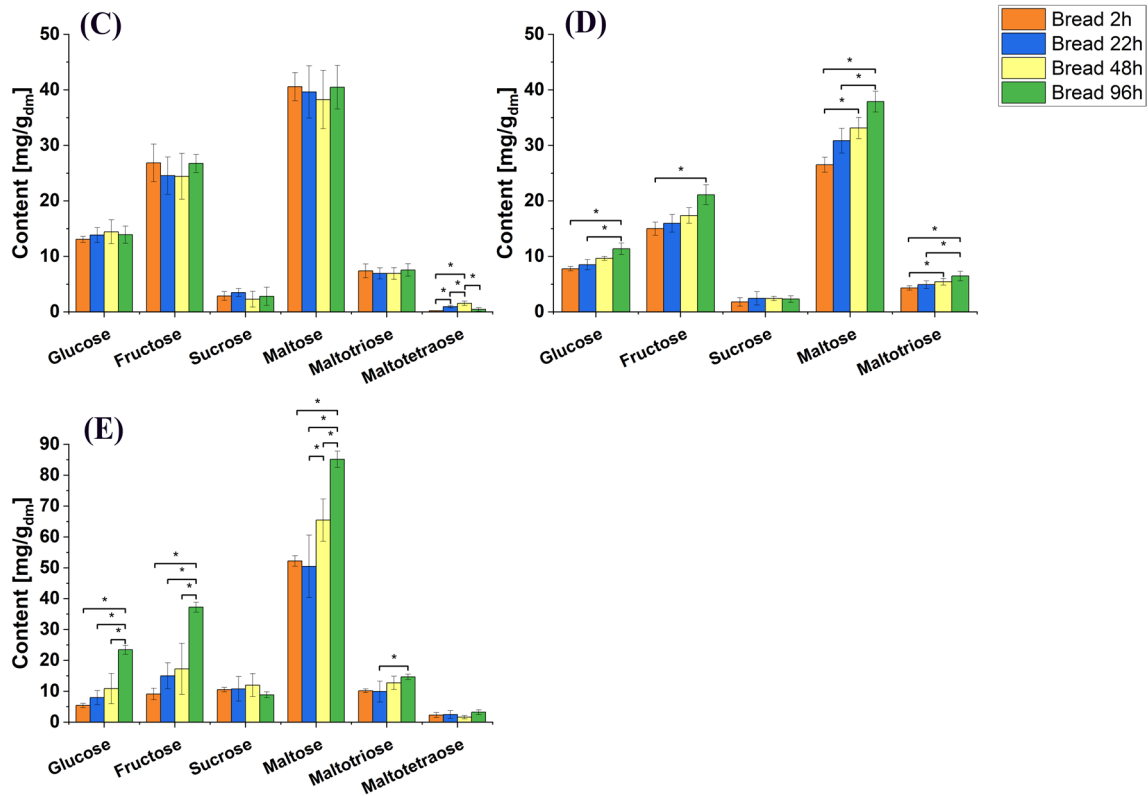 (C)
Content [mg/gdm]
50
40
30
20
10
0
Glucose
Fructose
Sucrose
Maltose
Maltotriose
Maltotetraose
* * * * *
(D)
Content [mg/gdm]
50
40
30
20
10
0
Glucose
Fructose
Sucrose
Maltose
Maltotriose
* * * * * * * * *
Bread 2h
Bread 22h
Bread 48h
Bread 96h
(E)
Content [mg/gdm]
90
80
70
60
50
40
30
20
10
0
Glucose
Fructose
Sucrose
Maltose
Maltotriose
Maltotetraose
* * * * * * * * * * *